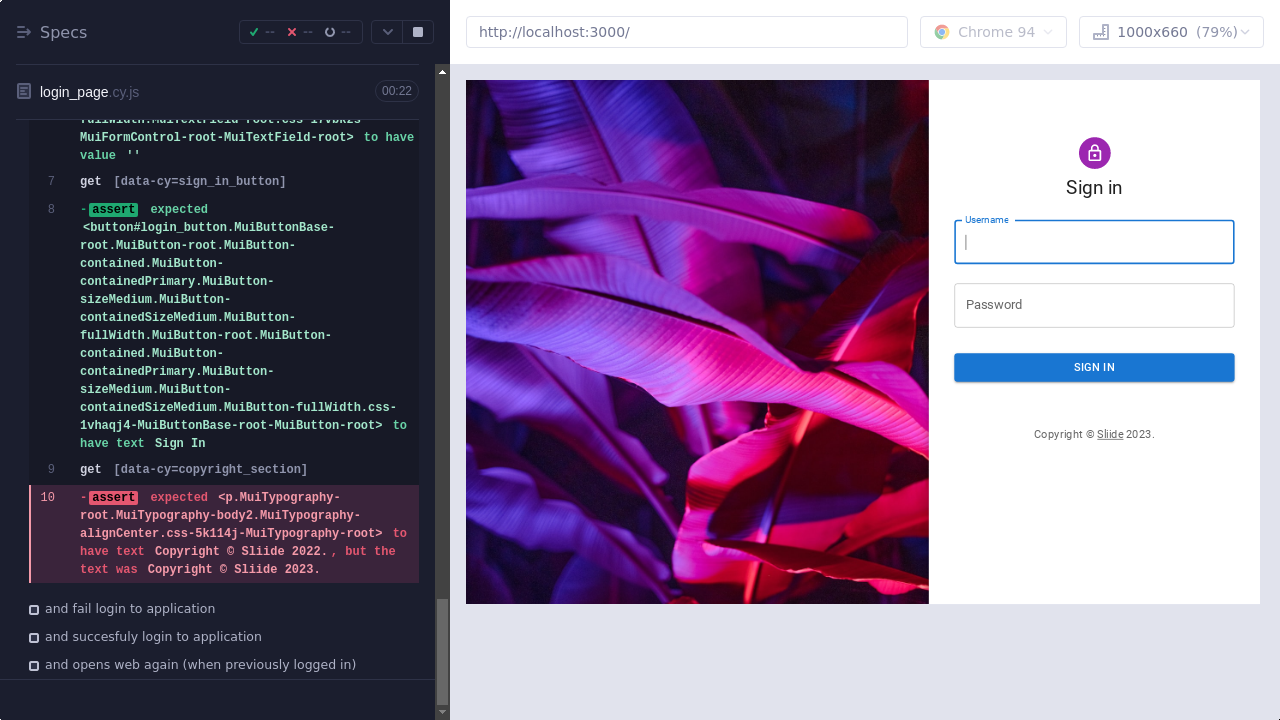 Specs
-- -- --
login_page.cy.js 00:22
MuiFormControl-root-MuiTextField-root> to have
value ''
7 get [data-cy=sign_in_button]
8 -assert expected
<button#login_button.MuiButtonBase-
root.MuiButton-root.MuiButton-
contained.MuiButton-
containedPrimary.MuiButton-
sizeMedium.MuiButton-
containedSizeMedium.MuiButton-
fullWidth.MuiButton-root.MuiButton-
contained.MuiButton-
containedPrimary.MuiButton-
sizeMedium.MuiButton-
containedSizeMedium.MuiButton-fullWidth.css-
1vhaqj4-MuiButtonBase-root-MuiButton-root> to
have text Sign In
9 get [data-cy=copyright_section]
10 -assert expected <p.MuiTypography-
root.MuiTypography-body2.MuiTypography-
alignCenter.css-5k114j-MuiTypography-root> to
have text Copyright © Sliide 2022., but the
text was Copyright © Sliide 2023.
and fail login to application
and succesfuly login to application
and opens web again (when previously logged in)
http://localhost:3000/
Chrome 94
1000x660 (79%)
Sign in
Username
Password
SIGN IN
Copyright © Sliide 2023.